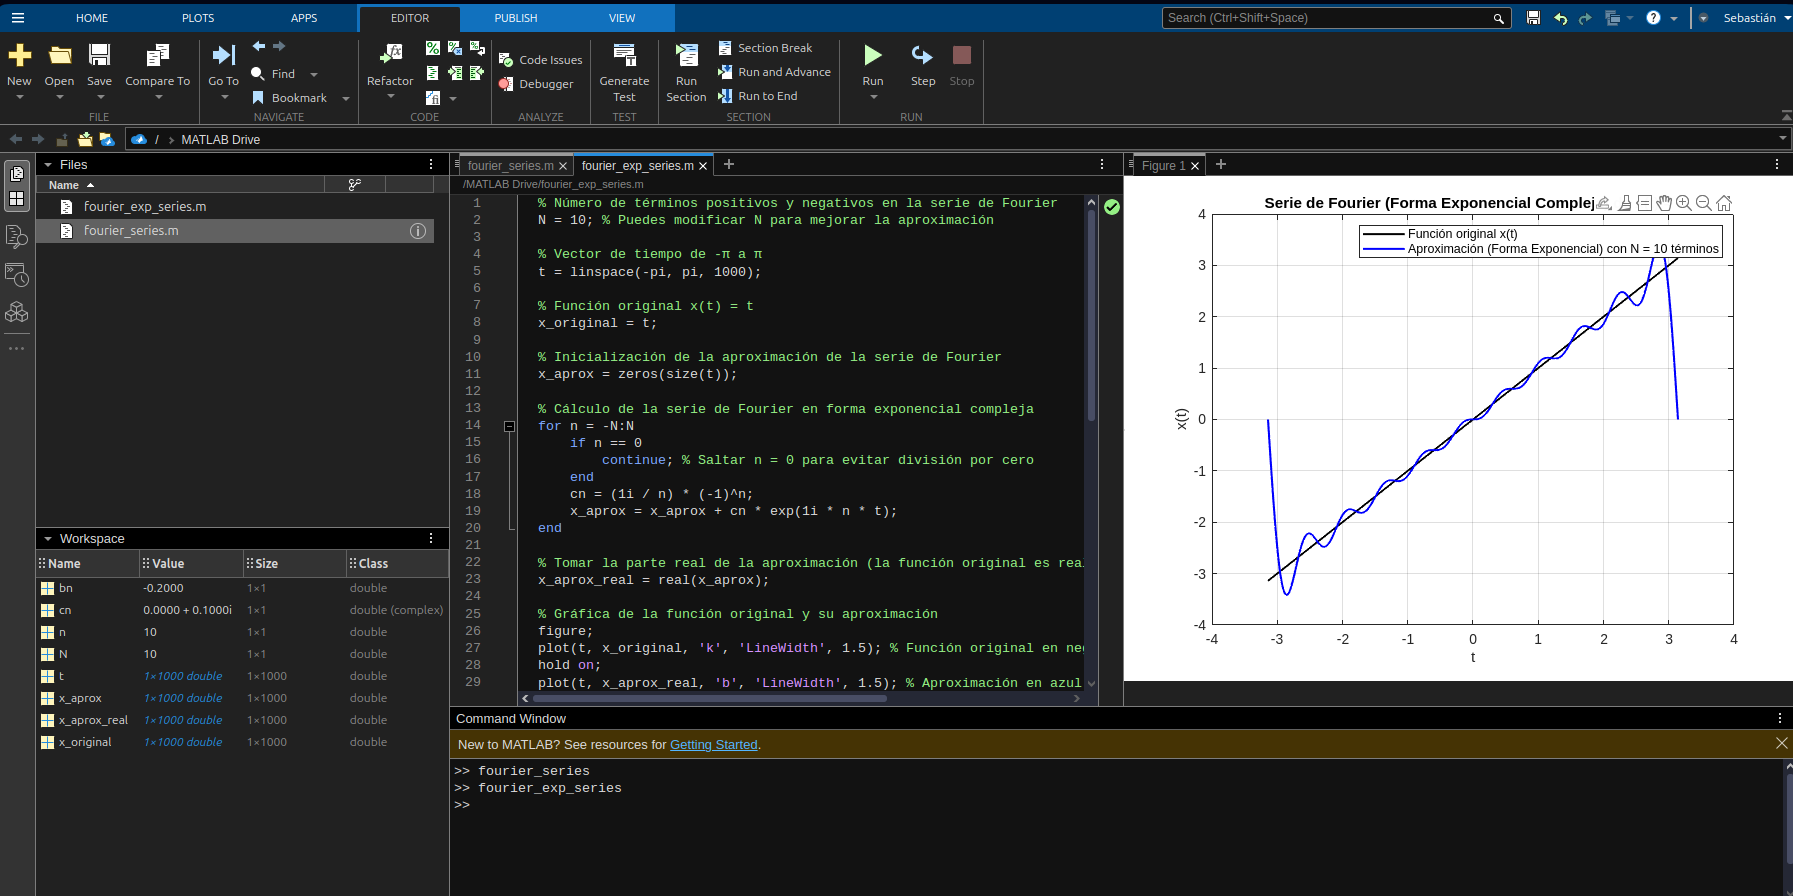 HOME PLOTS APPS EDITOR PUBLISH VIEW Search (Ctrl+Shift+Space) Sebastián
New Open Save Compare To Go To Find Bookmark Refactor Code Issues Debugger Generate Test Run Section Section Break Run and Advance Run to End Run Step Stop
FILE NAVIGATE CODE ANALYZE TEST SECTION RUN
/ › MATLAB Drive
Files
Name
fourier_exp_series.m
fourier_series.m
Workspace
Name Value Size Class
bn -0.2000 1×1 double
cn 0.0000 + 0.1000i 1×1 double (complex)
n 10 1×1 double
N 10 1×1 double
t 1×1000 double 1×1000 double
x_aprox 1×1000 double 1×1000 double
x_aprox_real 1×1000 double 1×1000 double
x_original 1×1000 double 1×1000 double
fourier_series.m fourier_exp_series.m
/MATLAB Drive/fourier_exp_series.m
1 % Número de términos positivos y negativos en la serie de Fourier
2 N = 10; % Puedes modificar N para mejorar la aproximación
3
4 % Vector de tiempo de -π a π
5 t = linspace(-pi, pi, 1000);
6
7 % Función original x(t) = t
8 x_original = t;
9
10 % Inicialización de la aproximación de la serie de Fourier
11 x_aprox = zeros(size(t));
12
13 % Cálculo de la serie de Fourier en forma exponencial compleja
14 for n = -N:N
15 if n == 0
16 continue; % Saltar n = 0 para evitar división por cero
17 end
18 cn = (1i / n) * (-1)^n;
19 x_aprox = x_aprox + cn * exp(1i * n * t);
20 end
21
22 % Tomar la parte real de la aproximación (la función original es real
23 x_aprox_real = real(x_aprox);
24
25 % Gráfica de la función original y su aproximación
26 figure;
27 plot(t, x_original, 'k', 'LineWidth', 1.5); % Función original en neg
28 hold on;
29 plot(t, x_aprox_real, 'b', 'LineWidth', 1.5); % Aproximación en azul
Figure 1
Serie de Fourier (Forma Exponencial Complej
Función original x(t)
Aproximación (Forma Exponencial) con N = 10 términos
4
3
2
1
0
-1
-2
-3
-4
x(t)
-4 -3 -2 -1 0 1 2 3 4
t
Command Window
New to MATLAB? See resources for Getting Started.
>> fourier_series
>> fourier_exp_series
>>